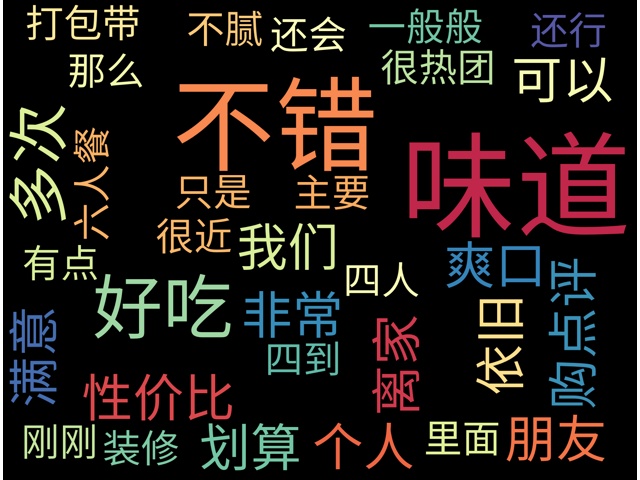 打包带
不腻
还会
一般般
还行
那么
很热团
可以
不错
多次
六人餐
味道
只是
主要
很近
我们
有点
四人
爽口
好吃
非常
购点评
满意
四到
离家
依旧
性价比
刚刚
装修
划算
个人
里面
朋友